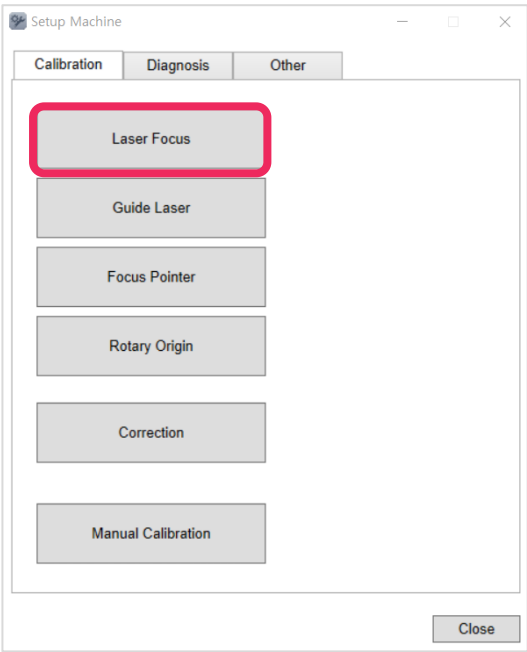 Setup Machine
Calibration Diagnosis Other
Laser Focus
Guide Laser
Focus Pointer
Rotary Origin
Correction
Manual Calibration
Close